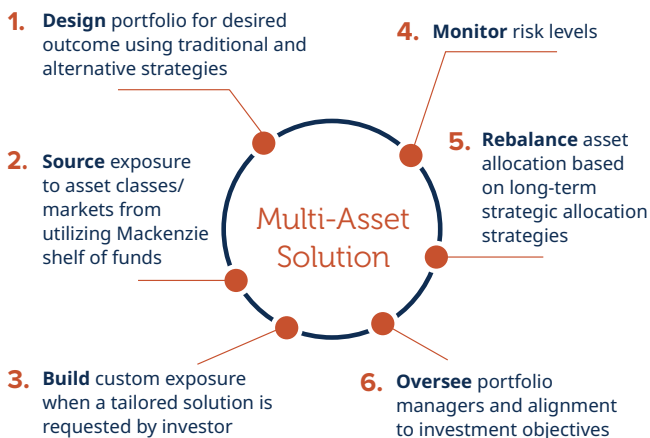 1. Design portfolio for desired
outcome using traditional and
alternative strategies
2. Source exposure
to asset classes/
markets from
utilizing Mackenzie
shelf of funds
3. Build custom exposure
when a tailored solution is
requested by investor
Multi-Asset
Solution
4. Monitor risk levels
5. Rebalance asset
allocation based
on long-term
strategic allocation
strategies
6. Oversee portfolio
managers and alignment
to investment objectives